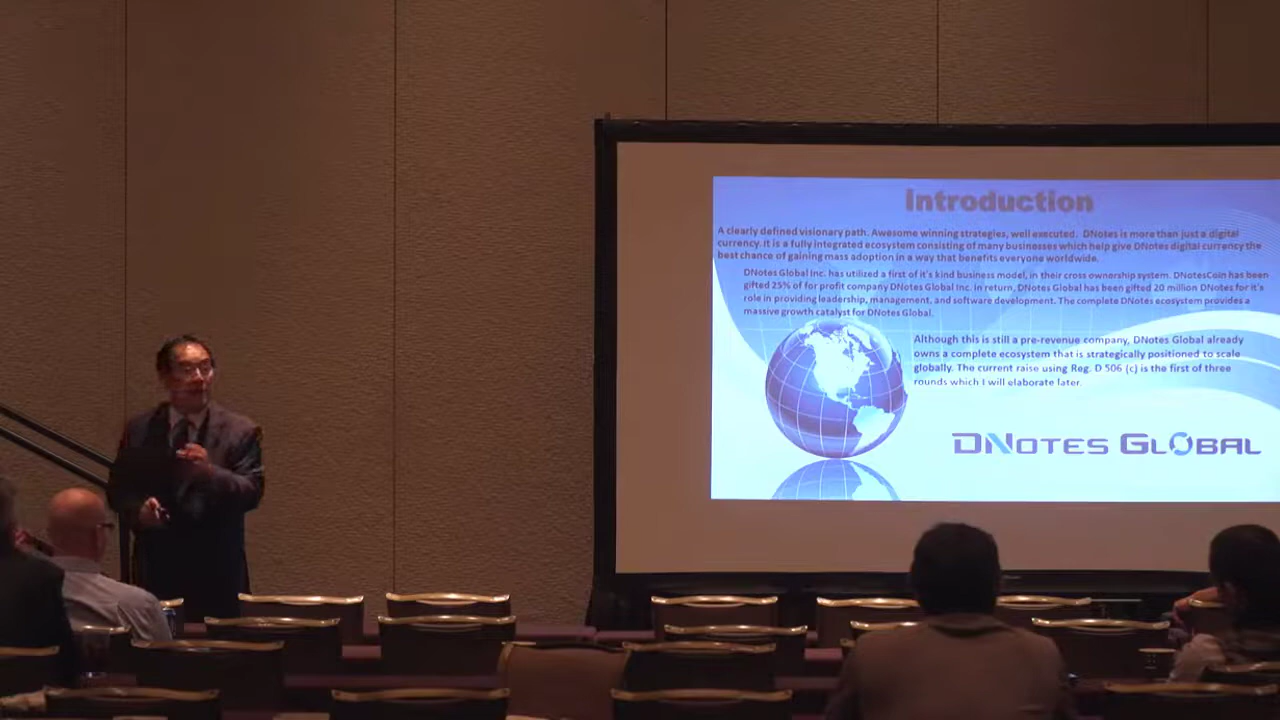 Introduction
A clearly defined visionary path. Awesome winning strategies, well executed. DNotes is more than just a digital
currency. It is a fully integrated ecosystem consisting of many businesses which help give DNotes digital currency the
best chance of gaining mass adoption in a way that benefits everyone worldwide.
DNotes Global Inc. has utilized a first of it's kind business model, in their cross ownership system. DNotesCoin has been
gifted 25% of for profit company DNotes Global Inc. In return, DNotes Global has been gifted 20 million DNotes for it's
role in providing leadership, management, and software development. The complete DNotes ecosystem provides a
massive growth catalyst for DNotes Global.
Although this is still a pre-revenue company, DNotes Global already
owns a complete ecosystem that is strategically positioned to scale
globally. The current raise using Reg. D 506 (c) is the first of three
rounds which I will elaborate later.
DNOTES GLOBAL